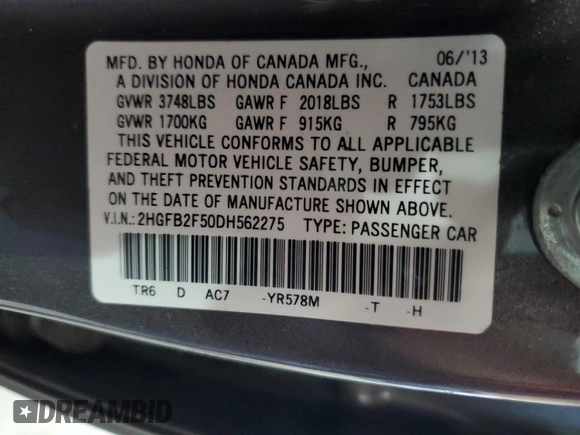 MFD. BY HONDA OF CANADA MFG., 06/'13
A DIVISION OF HONDA CANADA INC. CANADA
GVWR 3748LBS GAWR F 2018LBS R 1753LBS
GVWR 1700KG GAWR F 915KG R 795KG
THIS VEHICLE CONFORMS TO ALL APPLICABLE
FEDERAL MOTOR VEHICLE SAFETY, BUMPER,
AND THEFT PREVENTION STANDARDS IN EFFECT
ON THE DATE OF MANUFACTURE SHOWN ABOVE.
V.I.N.: 2HGFB2F50DH562275 TYPE: PASSENGER CAR
TR6 D AC7 -YR578M -T -H
DREAMBID